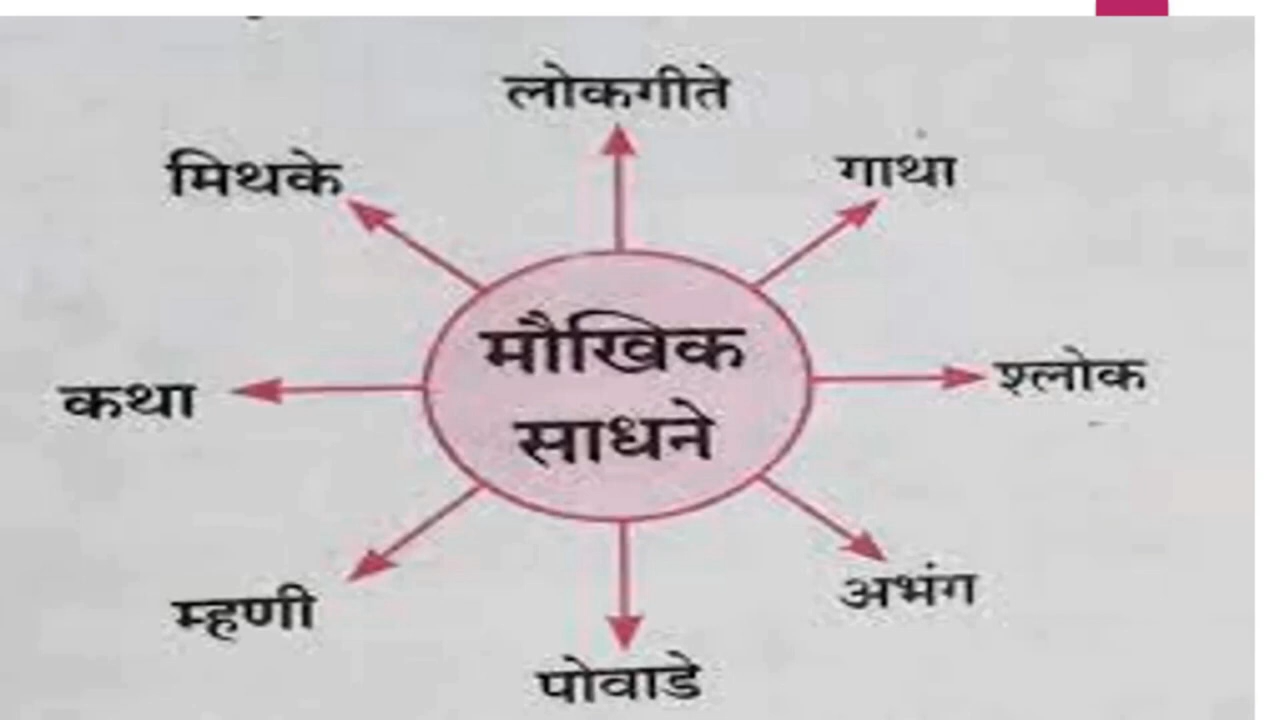 लोकगीते
मिथके
गाथा
मौखिक
साधने
कथा
श्लोक
म्हणी
अभंग
पोवाडे